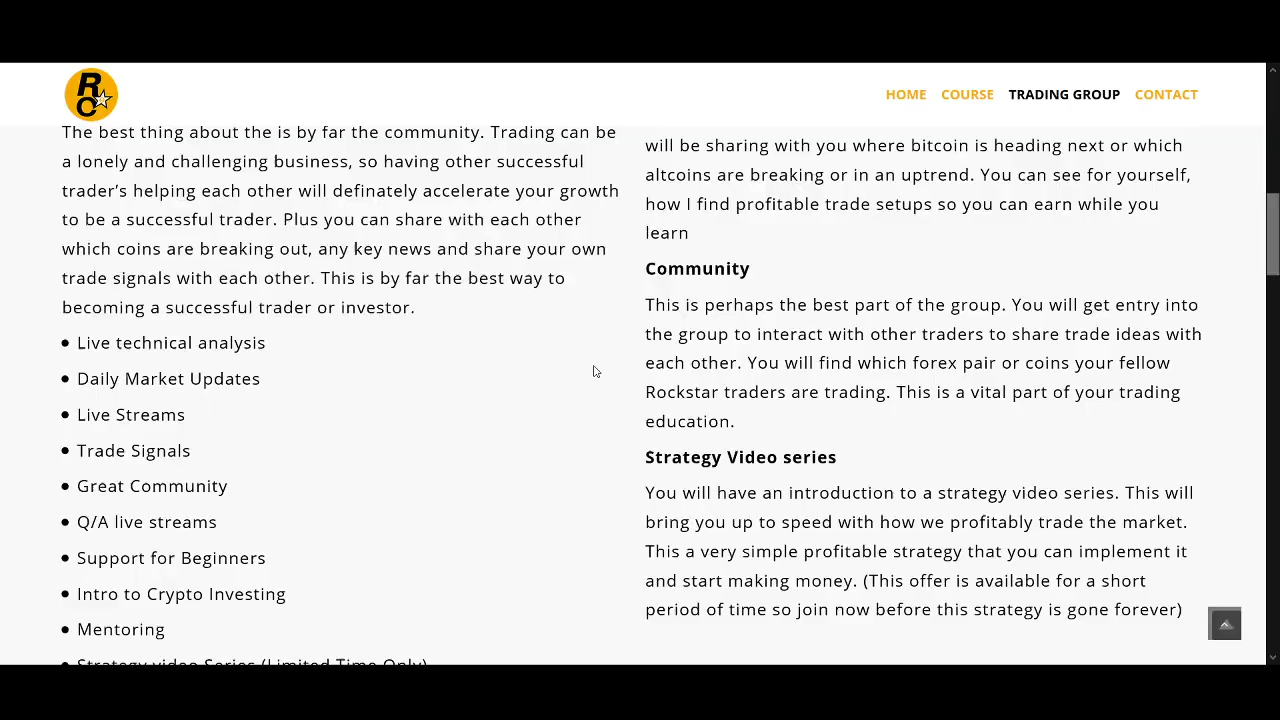 RC
HOME COURSE TRADING GROUP CONTACT
The best thing about the is by far the community. Trading can be
a lonely and challenging business, so having other successful
trader’s helping each other will definately accelerate your growth
to be a successful trader. Plus you can share with each other
which coins are breaking out, any key news and share your own
trade signals with each other. This is by far the best way to
becoming a successful trader or investor.
• Live technical analysis
• Daily Market Updates
• Live Streams
• Trade Signals
• Great Community
• Q/A live streams
• Support for Beginners
• Intro to Crypto Investing
• Mentoring
• Strategy video Series (Limited Time Only)
will be sharing with you where bitcoin is heading next or which
altcoins are breaking or in an uptrend. You can see for yourself,
how I find profitable trade setups so you can earn while you
learn
Community
This is perhaps the best part of the group. You will get entry into
the group to interact with other traders to share trade ideas with
each other. You will find which forex pair or coins your fellow
Rockstar traders are trading. This is a vital part of your trading
education.
Strategy Video series
You will have an introduction to a strategy video series. This will
bring you up to speed with how we profitably trade the market.
This a very simple profitable strategy that you can implement it
and start making money. (This offer is available for a short
period of time so join now before this strategy is gone forever)